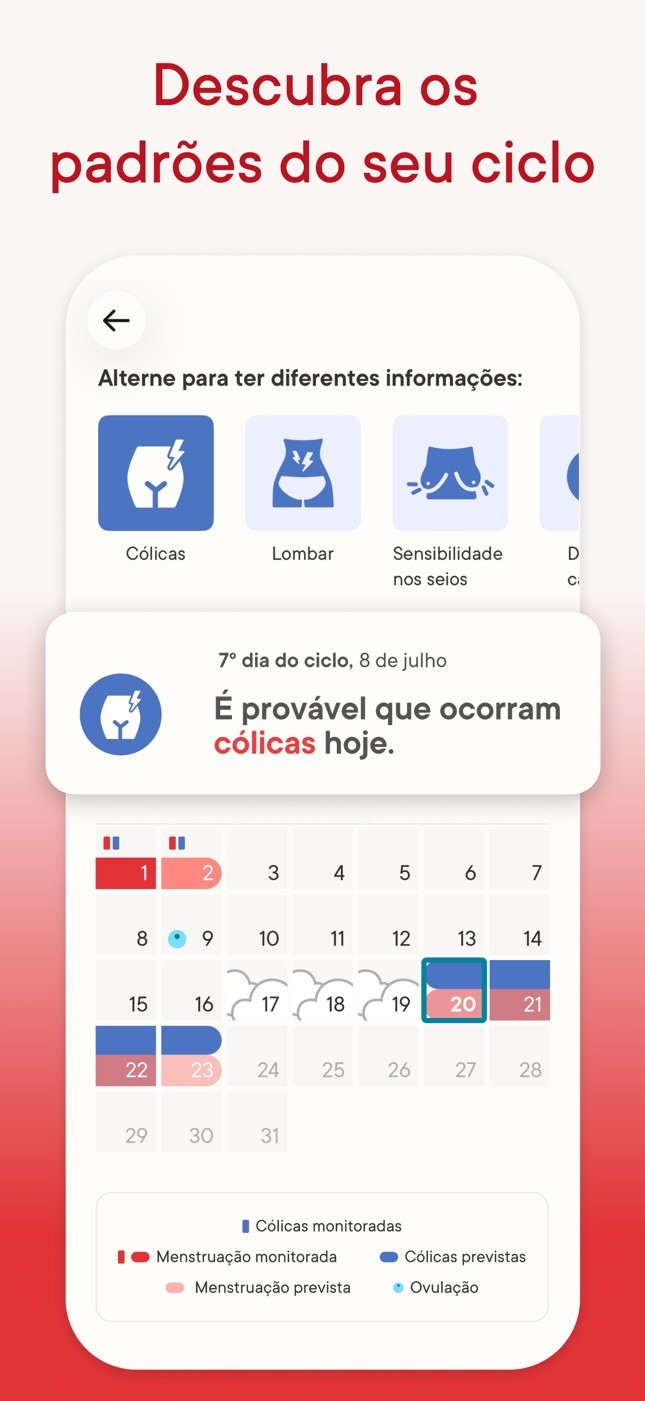 Descubra os
padrões do seu ciclo
Alterne para ter diferentes informações:
Cólicas
Lombar
Sensibilidade
nos seios
7° dia do ciclo, 8 de julho
É provável que ocorram
cólicas hoje.
1 2 3 4 5 6 7
8 9 10 11 12 13 14
15 16 17 18 19 20 21
22 23 24 25 26 27 28
29 30 31
Cólicas monitoradas
Menstruação monitorada Cólicas previstas
Menstruação prevista Ovulação